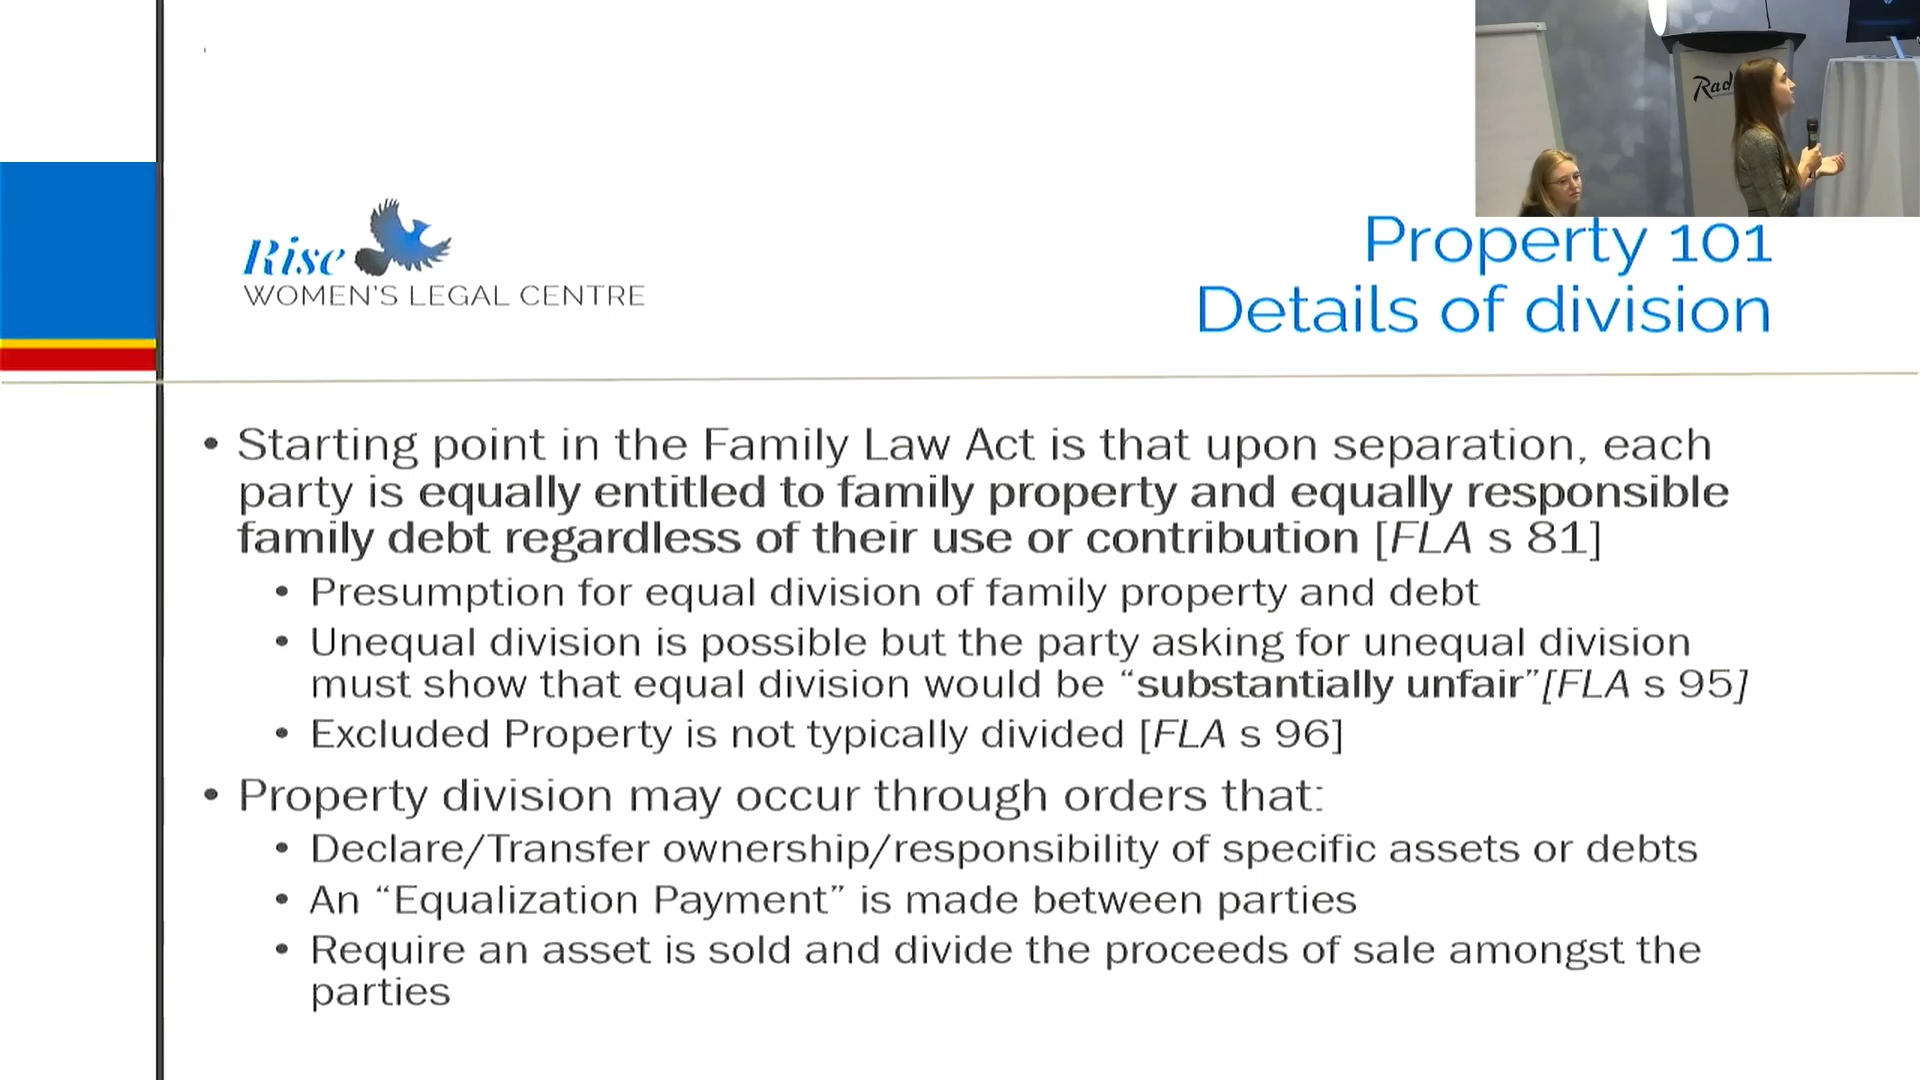 Rad
Rise
WOMEN'S LEGAL CENTRE
Property 101
Details of division
• Starting point in the Family Law Act is that upon separation, each
party is equally entitled to family property and equally responsible
family debt regardless of their use or contribution [FLA s 81]
• Presumption for equal division of family property and debt
• Unequal division is possible but the party asking for unequal division
must show that equal division would be “substantially unfair”[FLA s 95]
• Excluded Property is not typically divided [FLA s 96]
• Property division may occur through orders that:
• Declare/Transfer ownership/responsibility of specific assets or debts
• An “Equalization Payment” is made between parties
• Require an asset is sold and divide the proceeds of sale amongst the
parties